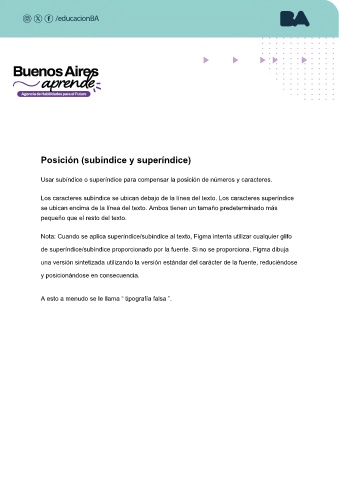 /educacionBA
BA
Buenos Aires
aprende
Agencia de Habilidades para el Futuro
Posición (subíndice y superíndice)
Usar subíndice o superíndice para compensar la posición de números y caracteres.
Los caracteres subíndice se ubican debajo de la línea del texto. Los caracteres superíndice
se ubican encima de la línea del texto. Ambos tienen un tamaño predeterminado más
pequeño que el resto del texto.
Nota: Cuando se aplica superíndice/subíndice al texto, Figma intenta utilizar cualquier glifo
de superíndice/subíndice proporcionado por la fuente. Si no se proporciona, Figma dibuja
una versión sintetizada utilizando la versión estándar del carácter de la fuente, reduciéndose
y posicionándose en consecuencia.
A esto a menudo se le llama “ tipografía falsa ”.